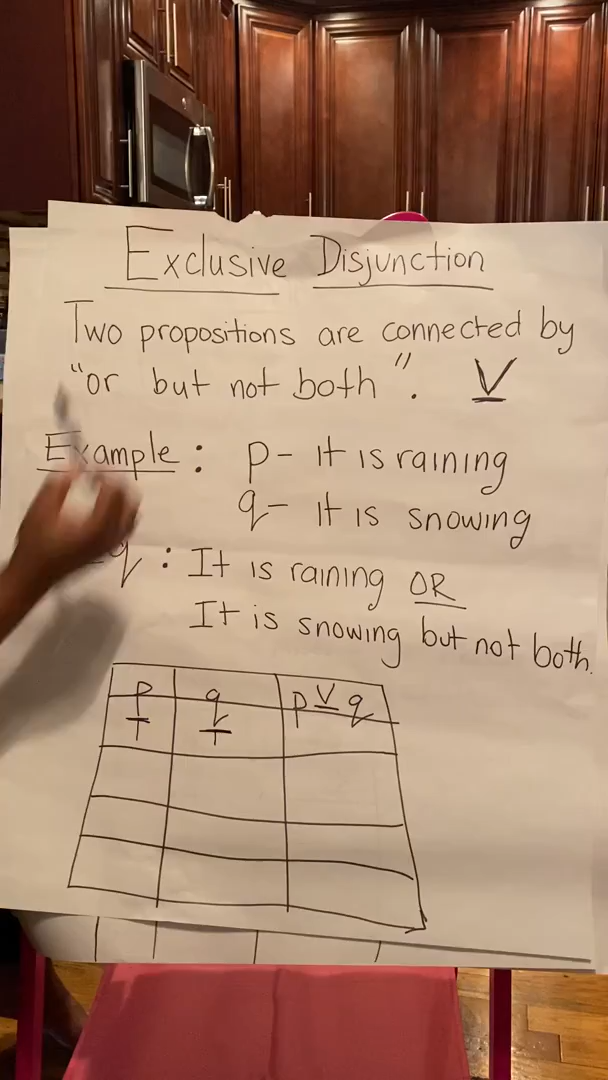 Exclusive Disjunction
Two propositions are connected by
"or but not both". V
Example: p- it is raining
q- it is snowing
q: It is raining OR
It is snowing but not both.
p q p V q
T T